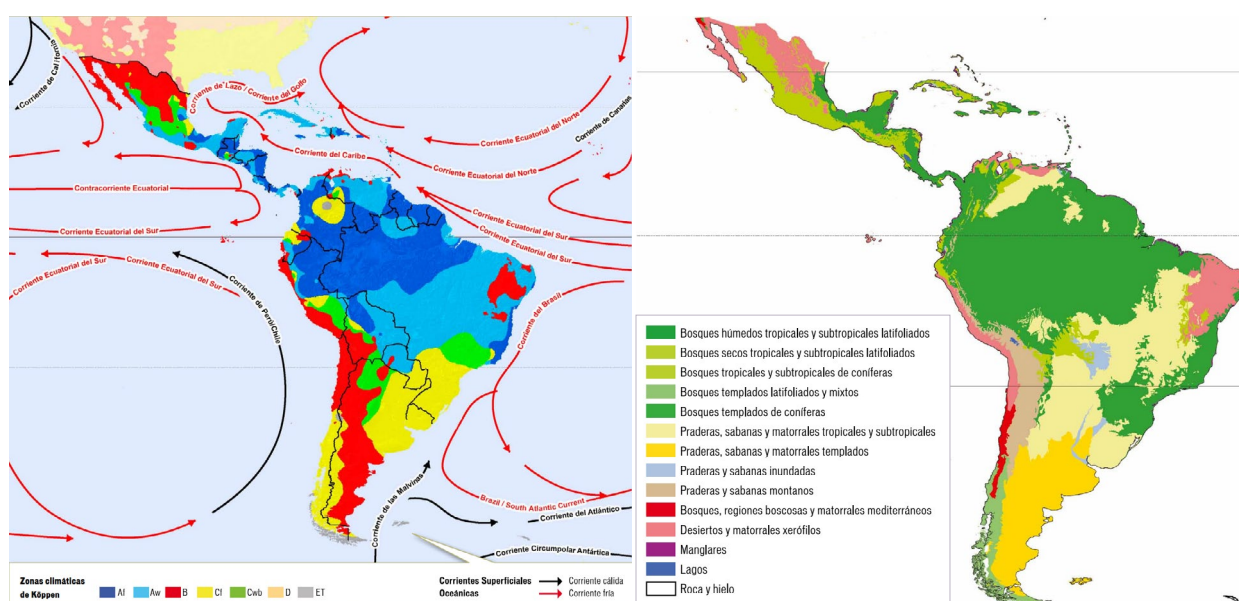 Corriente de California
Corriente de Lazo / Corriente del Golfo
Corriente Ecuatorial del Norte
Corriente de Canarias
Corriente del Caribe
Corriente Ecuatorial del Norte
Contracorriente Ecuatorial
Corriente Ecuatorial del Sur
Corriente Ecuatorial del Sur
Corriente Ecuatorial del Sur
Corriente Ecuatorial del Sur
Corriente Ecuatorial del Sur
Corriente de Perú/Chile
Corriente del Brasil
Brazil / South Atlantic Current
Corriente de las Malvinas
Corriente del Atlántico
Corriente Circumpolar Antártica
Zonas climáticas
de Köppen
Af Aw B Cf Cwb D ET
Corrientes Superficiales
Oceánicas
Corriente cálida
Corriente fría
Bosques húmedos tropicales y subtropicales latifoliados
Bosques secos tropicales y subtropicales latifoliados
Bosques tropicales y subtropicales de coníferas
Bosques templados latifoliados y mixtos
Bosques templados de coníferas
Praderas, sabanas y matorrales tropicales y subtropicales
Praderas, sabanas y matorrales templados
Praderas y sabanas inundadas
Praderas y sabanas montanos
Bosques, regiones boscosas y matorrales mediterráneos
Desiertos y matorrales xerófilos
Manglares
Lagos
Roca y hielo